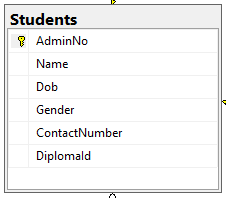 Students
AdminNo
Name
Dob
Gender
ContactNumber
DiplomaId